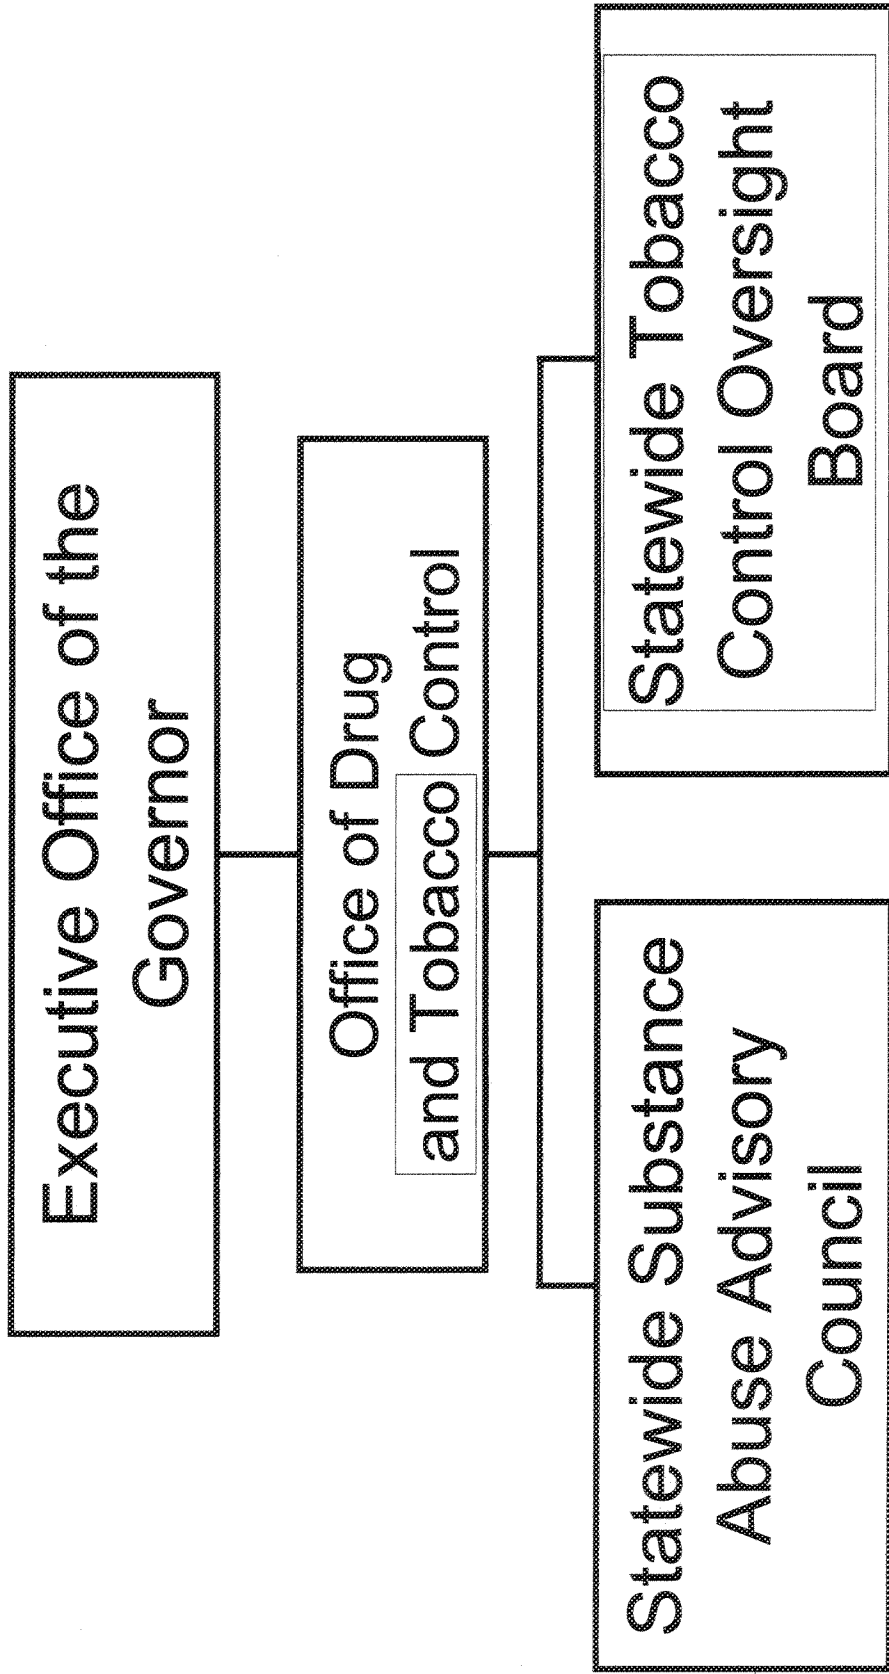 Executive Office of the
Governor
Office of Drug
and Tobacco Control
Statewide Substance
Abuse Advisory
Council
Statewide Tobacco
Control Oversight
Board